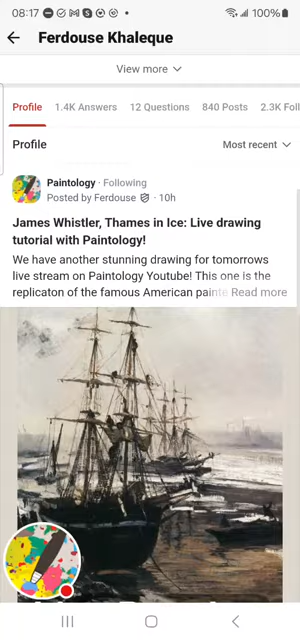 08:17
100%
Ferdouse Khaleque
View more
Profile 1.4K Answers 12 Questions 840 Posts 2.3K Foll
Profile
Most recent
Paintology · Following
Posted by Ferdouse · 10h
James Whistler, Thames in Ice: Live drawing
tutorial with Paintology!
We have another stunning drawing for tomorrows
live stream on Paintology Youtube! This one is the
replicaton of the famous American painte Read more